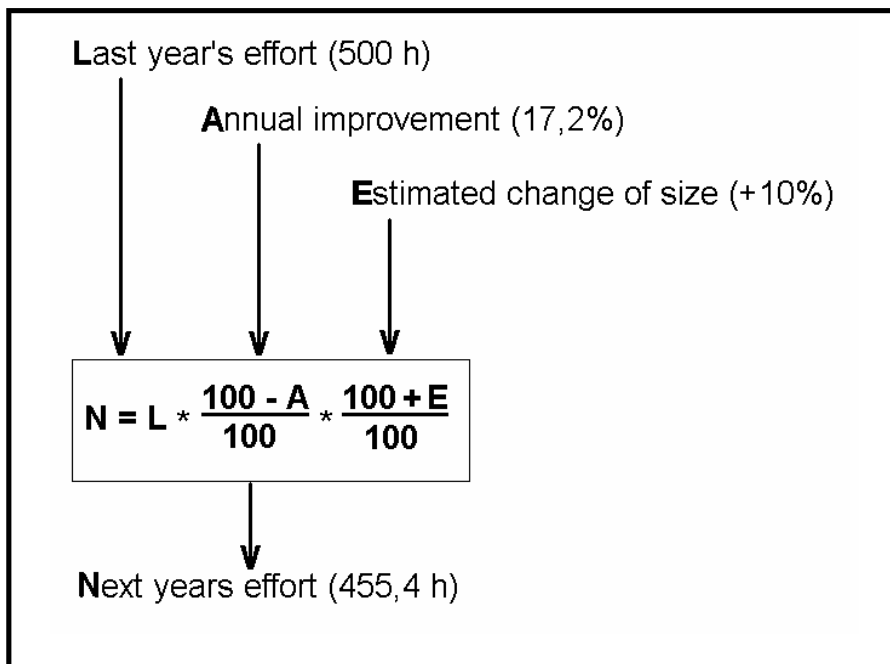 Last year's effort (500 h)
Annual improvement (17,2%)
Estimated change of size (+10%)
N = L * 100 - A / 100 * 100 + E / 100
Next years effort (455,4 h)